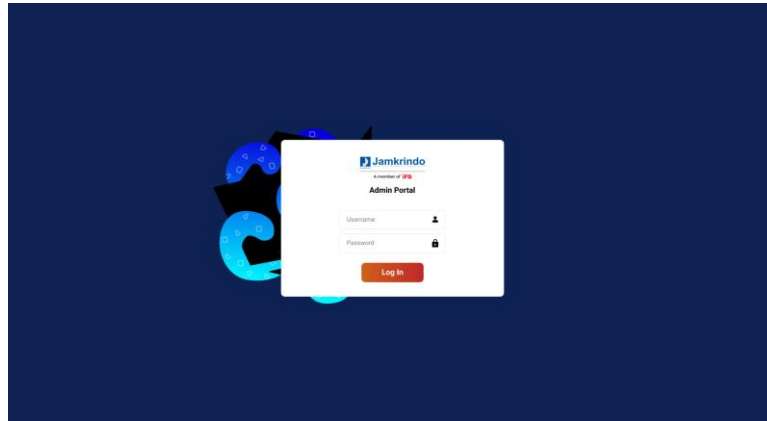 Jamkrindo
A member of IFG
Admin Portal
Username
Password
Log In